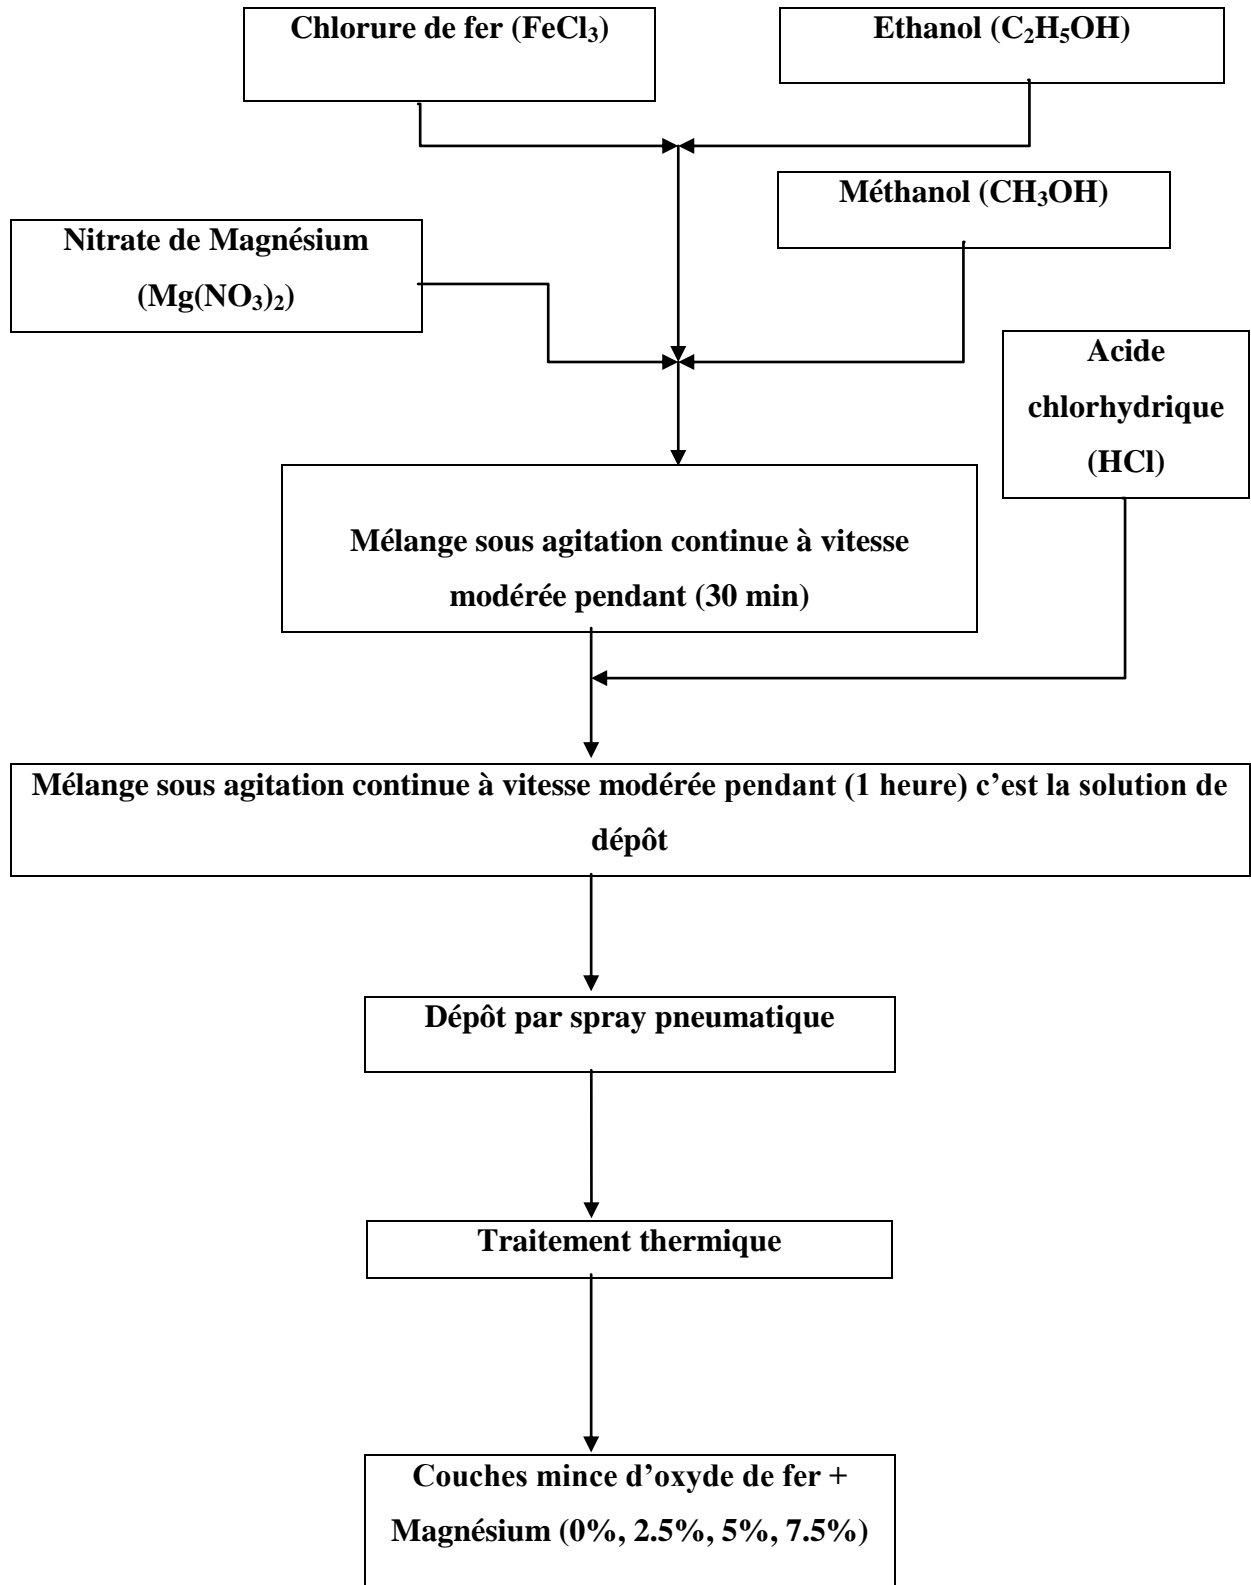 Chlorure de fer (FeCl₃)
Ethanol (C₂H₅OH)
Méthanol (CH₃OH)
Nitrate de Magnésium
(Mg(NO₃)₂)
Acide
chlorhydrique
(HCl)
Mélange sous agitation continue à vitesse
modérée pendant (30 min)
Mélange sous agitation continue à vitesse modérée pendant (1 heure) c’est la solution de
dépôt
Dépôt par spray pneumatique
Traitement thermique
Couches mince d’oxyde de fer +
Magnésium (0%, 2.5%, 5%, 7.5%)